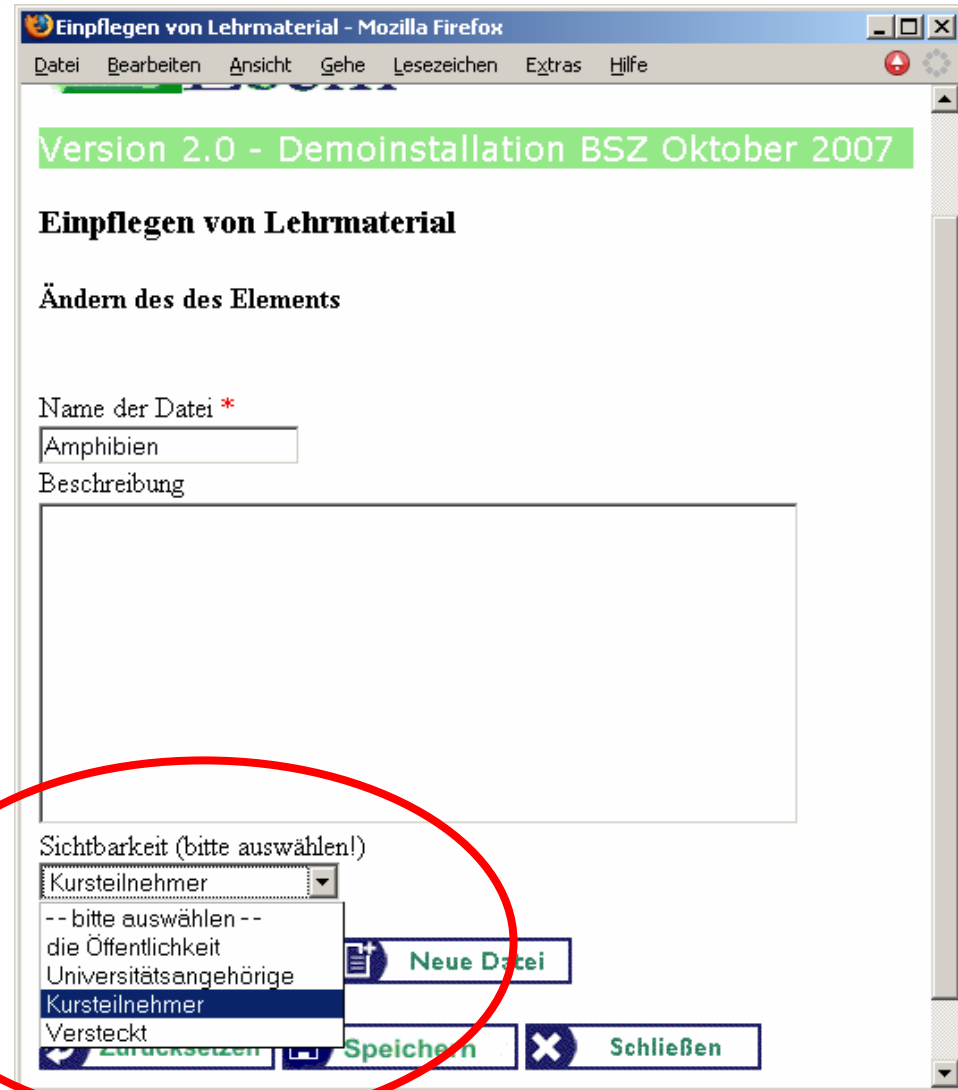 Einpflegen von Lehrmaterial - Mozilla Firefox
Datei Bearbeiten Ansicht Gehe Lesezeichen Extras Hilfe
Version 2.0 - Demoinstallation BSZ Oktober 2007
Einpflegen von Lehrmaterial
Ändern des des Elements
Name der Datei *
Amphibien
Beschreibung
Sichtbarkeit (bitte auswählen!)
Kursteilnehmer
-- bitte auswählen --
die Öffentlichkeit
Universitätsangehörige
Kursteilnehmer
Versteckt
Neue Datei
Zurücksetzen Speichern Schließen